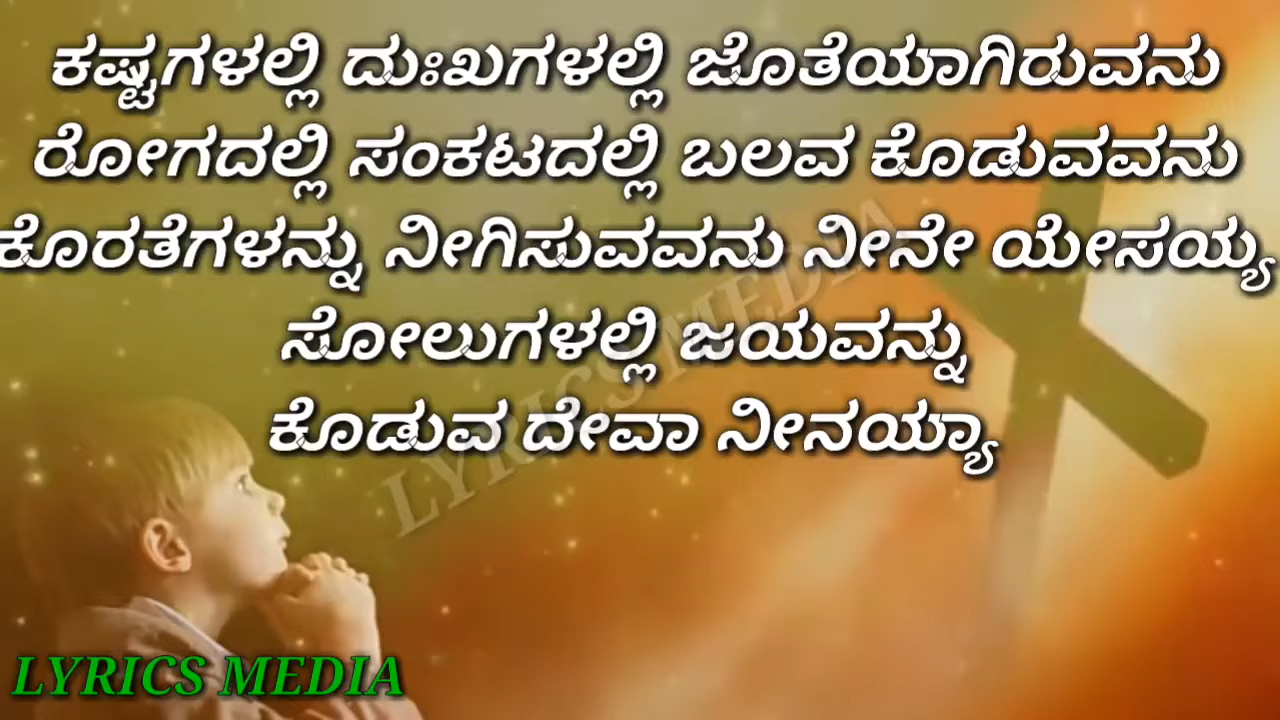 ಕಷ್ಟಗಳಲ್ಲಿ ದುಃಖಗಳಲ್ಲಿ ಜೊತೆಯಾಗಿರುವನು
ರೋಗದಲ್ಲಿ ಸಂಕಟದಲ್ಲಿ ಬಲವ ಕೊಡುವವನು
ಕೊರತೆಗಳನ್ನು ನೀಗಿಸುವವನು ನೀನೇ ಯೇಸಯ್ಯ
ಸೋಲುಗಳಲ್ಲಿ ಜಯವನ್ನು
ಕೊಡುವ ದೇವಾ ನೀನಯ್ಯಾ
LYRICS MEDIA
LYRICS MEDIA